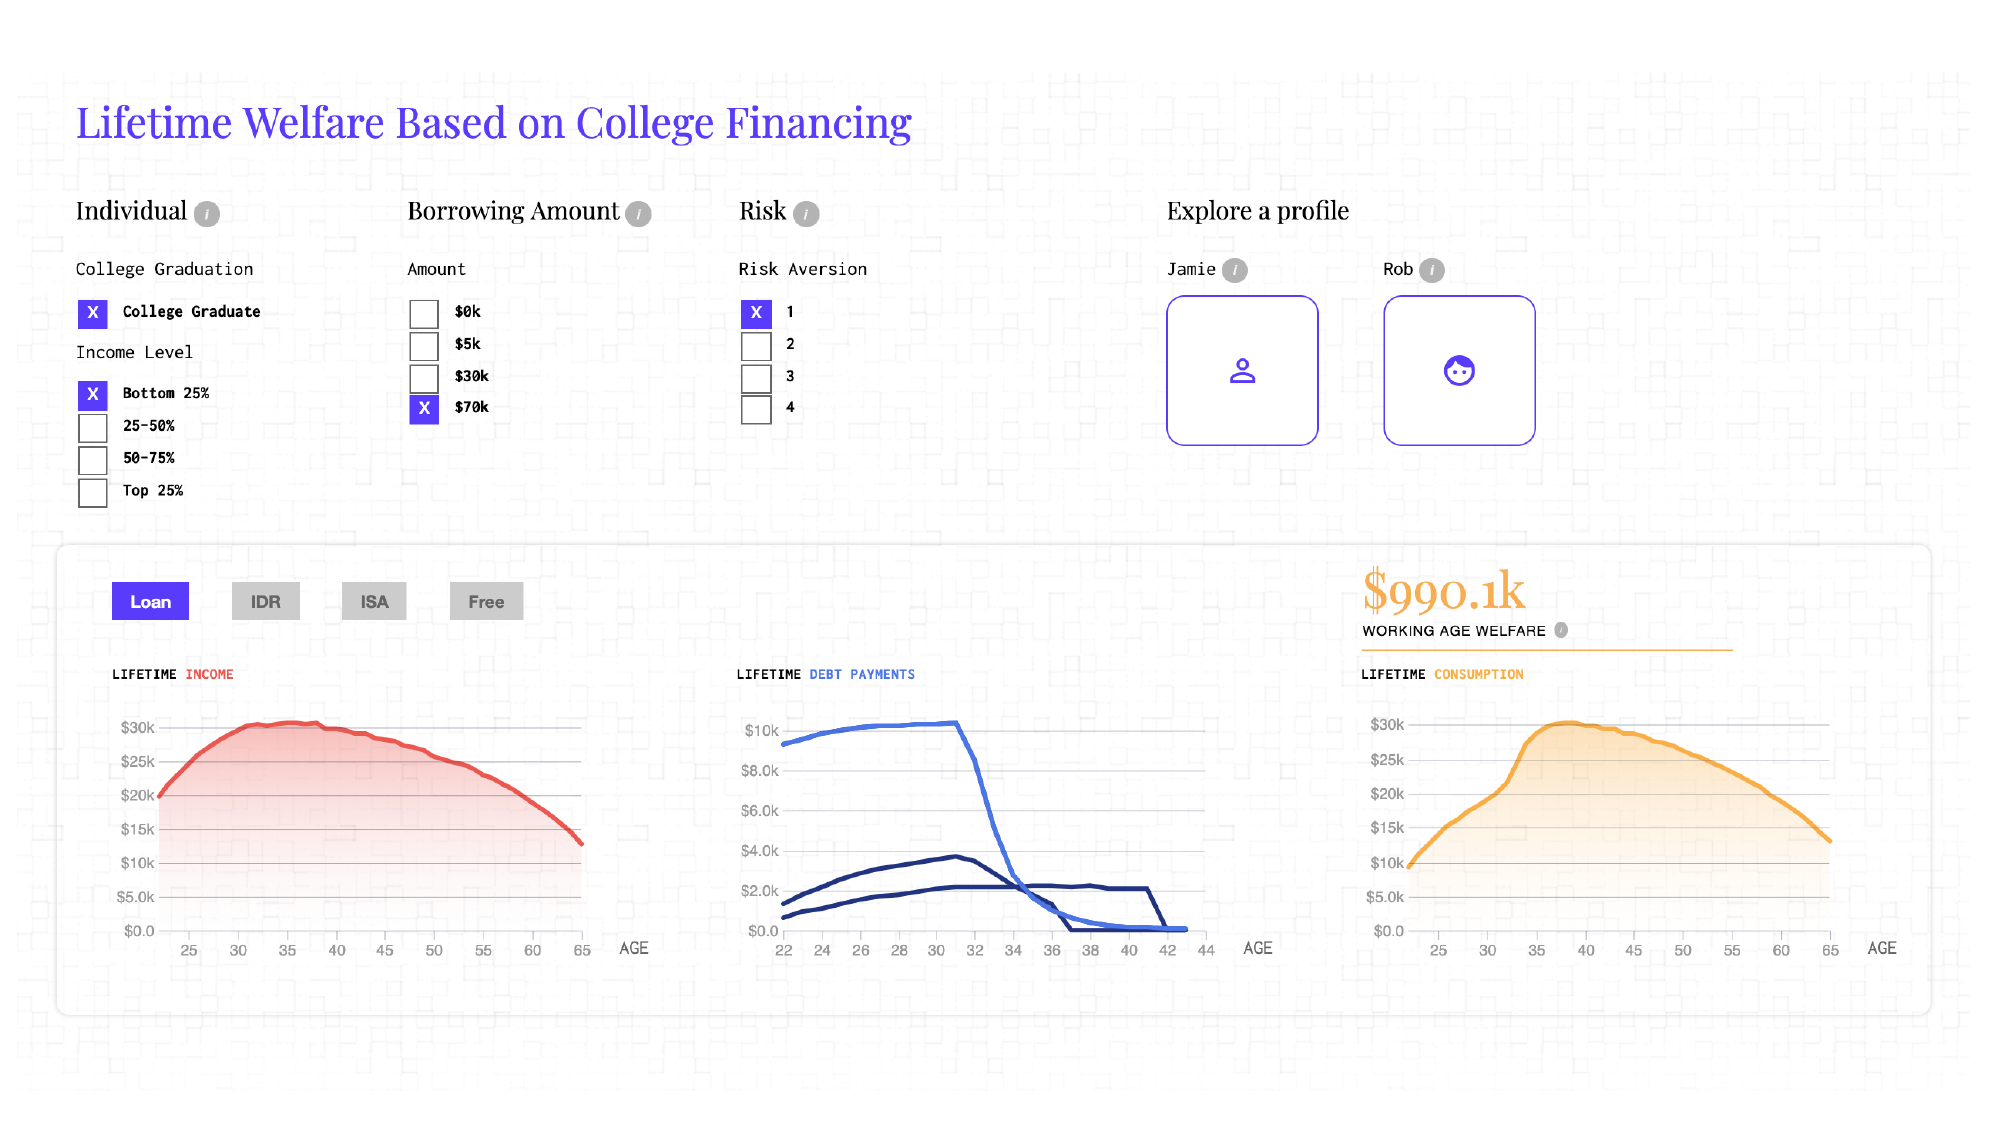 Lifetime Welfare Based on College Financing
Individual i
Borrowing Amount i
Risk i
Explore a profile
College Graduation
Amount
Risk Aversion
Jamie i
Rob i
X College Graduate
Income Level
X Bottom 25%
25-50%
50-75%
Top 25%
$0k
$5k
$30k
X $70k
X 1
2
3
4
Loan
IDR
ISA
Free
$990.1k
WORKING AGE WELFARE i
LIFETIME INCOME
$30k
$25k
$20k
$15k
$10k
$5.0k
$0.0
25 30 35 40 45 50 55 60 65 AGE
LIFETIME DEBT PAYMENTS
$10k
$8.0k
$6.0k
$4.0k
$2.0k
$0.0
22 24 26 28 30 32 34 36 38 40 42 44 AGE
LIFETIME CONSUMPTION
$30k
$25k
$20k
$15k
$10k
$5.0k
$0.0
25 30 35 40 45 50 55 60 65 AGE